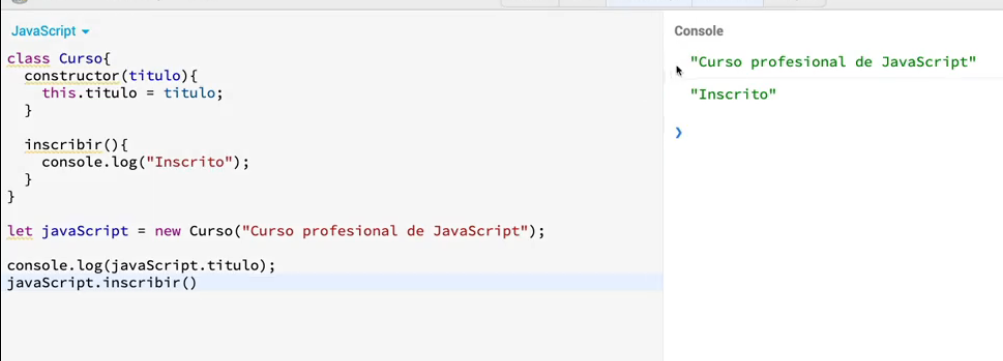 JavaScript
class Curso{
  constructor(titulo){
    this.titulo = titulo;
  }

  inscribir(){
    console.log("Inscrito");
  }
}

let javaScript = new Curso("Curso profesional de JavaScript");

console.log(javaScript.titulo);
javaScript.inscribir()
Console
"Curso profesional de JavaScript"
"Inscrito"